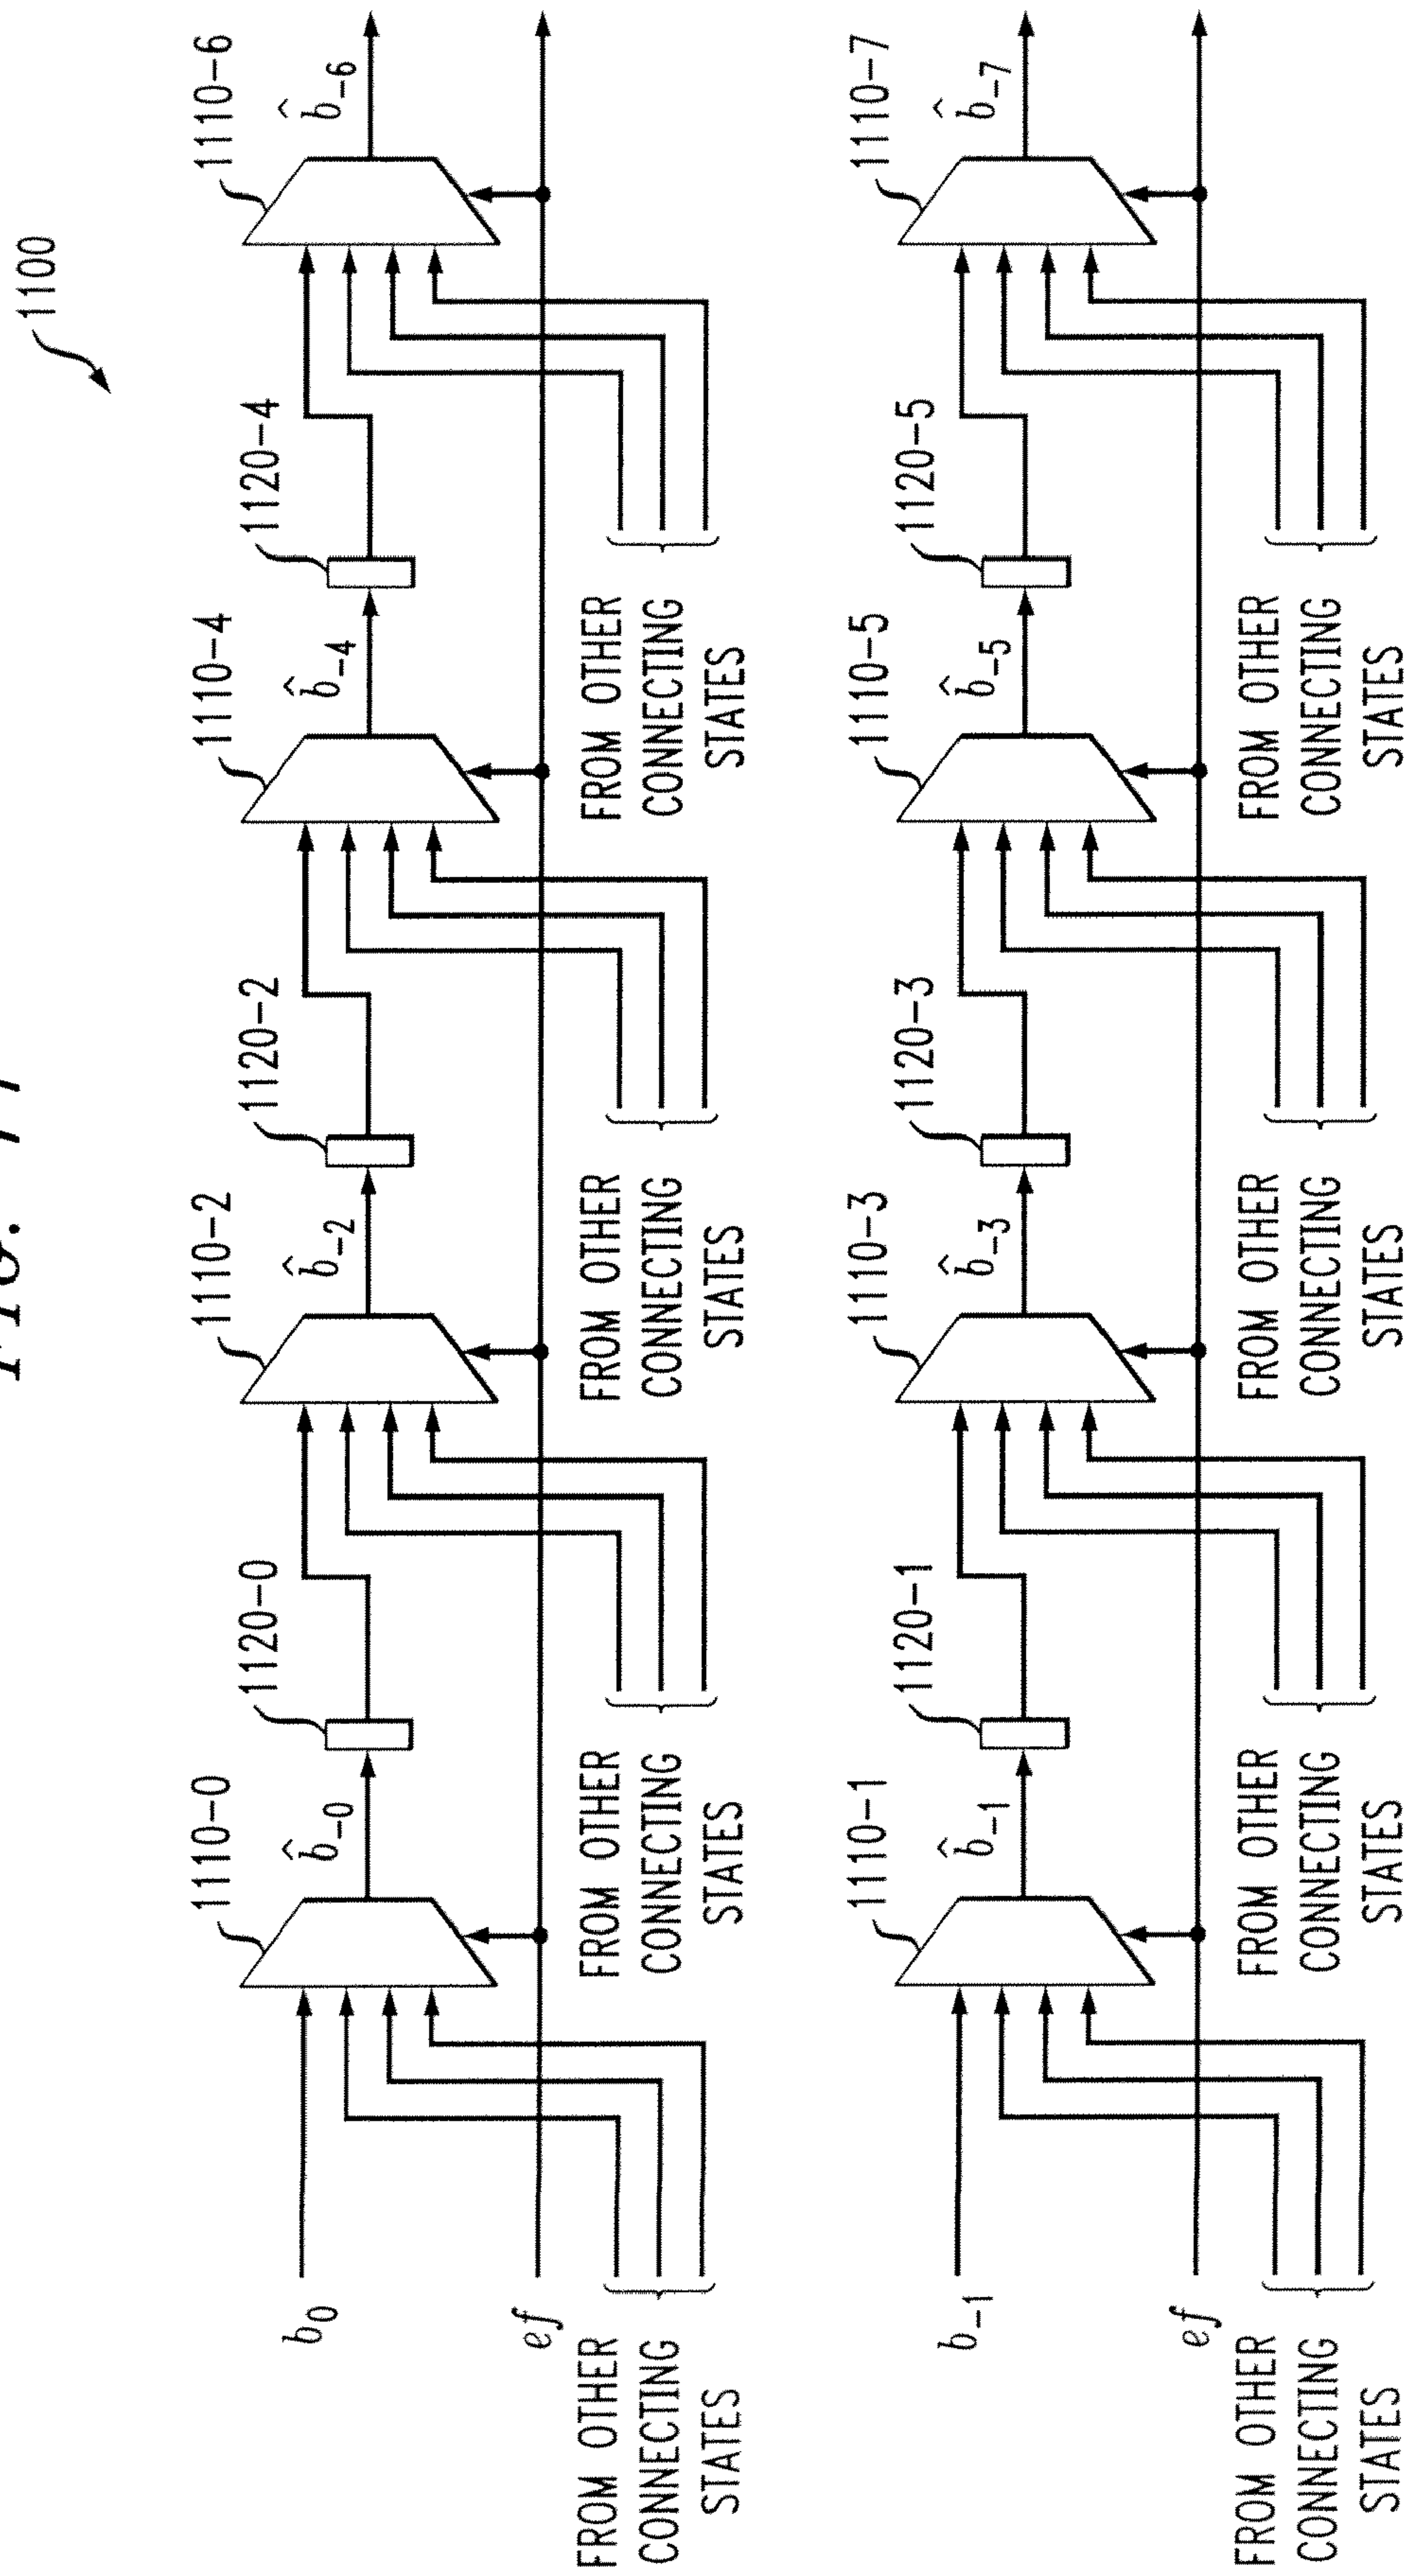 FIG. 11
1100
1110-0
1120-0
1110-2
1120-2
1110-4
1120-4
1110-6
b₀
b̂₋₀
b̂₋₂
b̂₋₄
b̂₋₆
ef
FROM OTHER
CONNECTING
STATES
FROM OTHER
CONNECTING
STATES
FROM OTHER
CONNECTING
STATES
FROM OTHER
CONNECTING
STATES
1110-1
1120-1
1110-3
1120-3
1110-5
1120-5
1110-7
b₋₁
b̂₋₁
b̂₋₃
b̂₋₅
b̂₋₇
ef
FROM OTHER
CONNECTING
STATES
FROM OTHER
CONNECTING
STATES
FROM OTHER
CONNECTING
STATES
FROM OTHER
CONNECTING
STATES